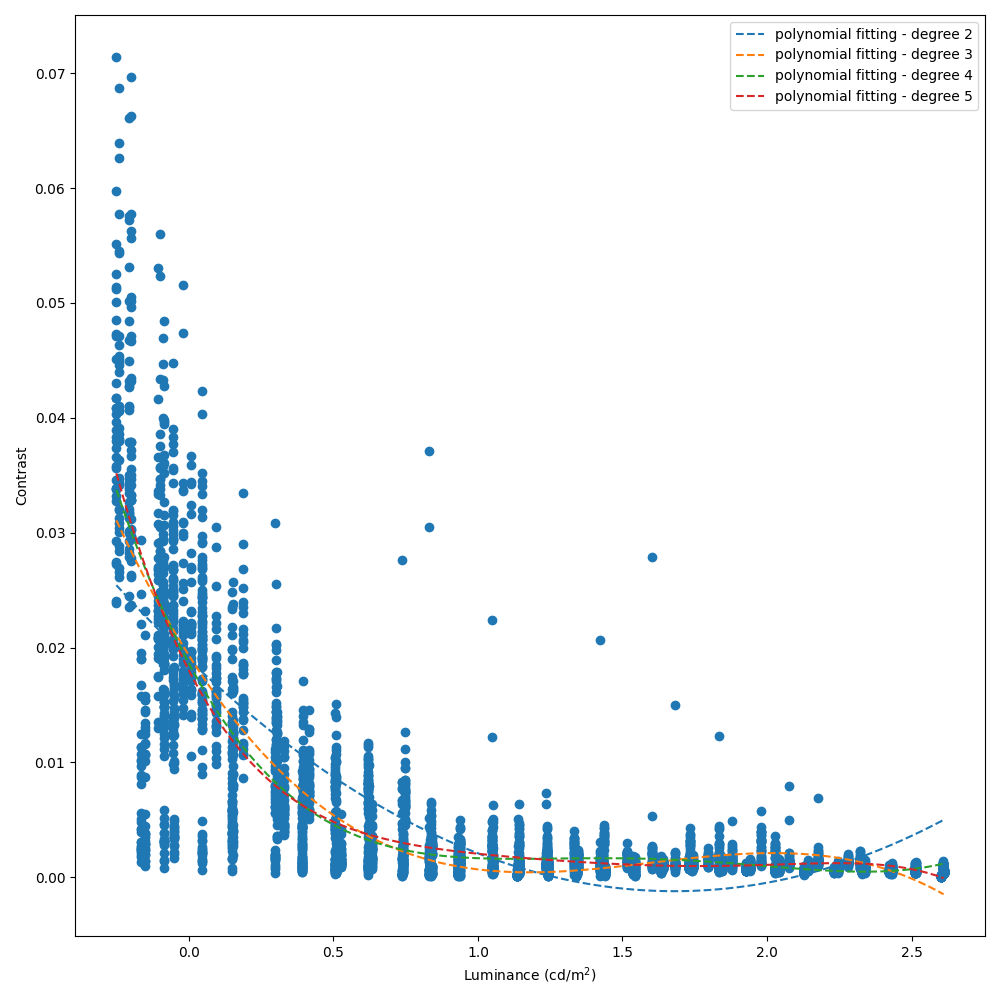 polynomial fitting - degree 2
polynomial fitting - degree 3
polynomial fitting - degree 4
polynomial fitting - degree 5
0.07
0.06
0.05
0.04
0.03
0.02
0.01
0.00
Contrast
0.0 0.5 1.0 1.5 2.0 2.5
Luminance (cd/m²)